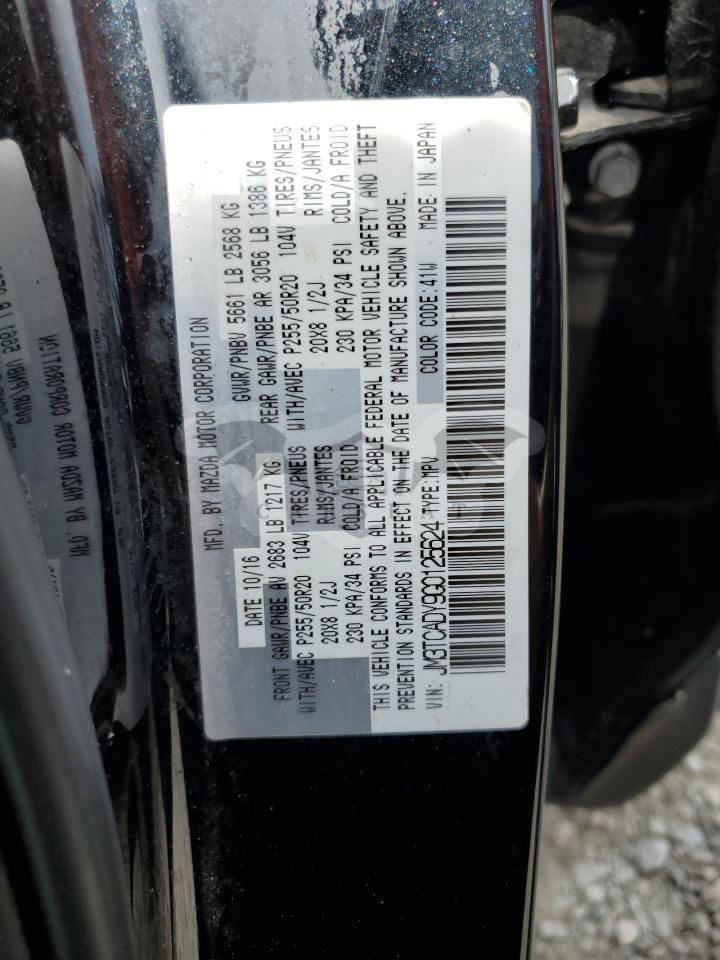 MFD. BY MAZDA MOTOR CORPORATION
DATE 10/16 GVWR/PNBV 5661 LB 2568 KG
FRONT GAWR/PNBE AV 2683 LB 1217 KG REAR GAWR/PNBE AR 3056 LB 1386 KG
WITH/AVEC P255/50R20 104V TIRES/PNEUS WITH/AVEC P255/50R20 104V TIRES/PNEUS
20X8 1/2J RIMS/JANTES 20X8 1/2J RIMS/JANTES
230 KPA/34 PSI COLD/A FROID 230 KPA/34 PSI COLD/A FROID
THIS VEHICLE CONFORMS TO ALL APPLICABLE FEDERAL MOTOR VEHICLE SAFETY AND THEFT
PREVENTION STANDARDS IN EFFECT ON THE DATE OF MANUFACTURE SHOWN ABOVE.
VIN: JM3TCADY9G0125624 TYPE:MPV COLOR CODE:41W MADE IN JAPAN